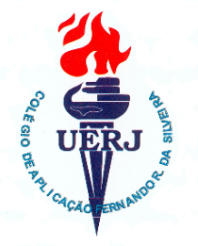 UERJ
COLÉGIO DE APLICAÇÃO FERNANDO R. DA SILVEIRA